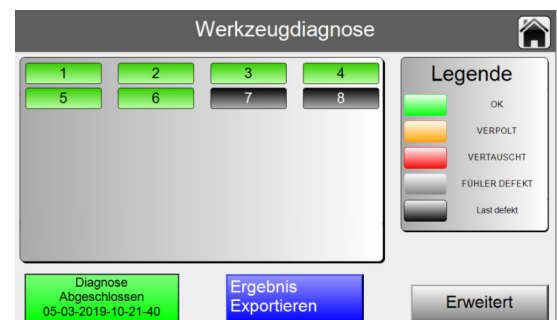 Werkzeugdiagnose
1 2 3 4
5 6 7 8
Legende
OK
VERPOLT
VERTAUSCHT
FÜHLER DEFEKT
Last defekt
Diagnose
Abgeschlossen
05-03-2019-10-21-40
Ergebnis
Exportieren
Erweitert